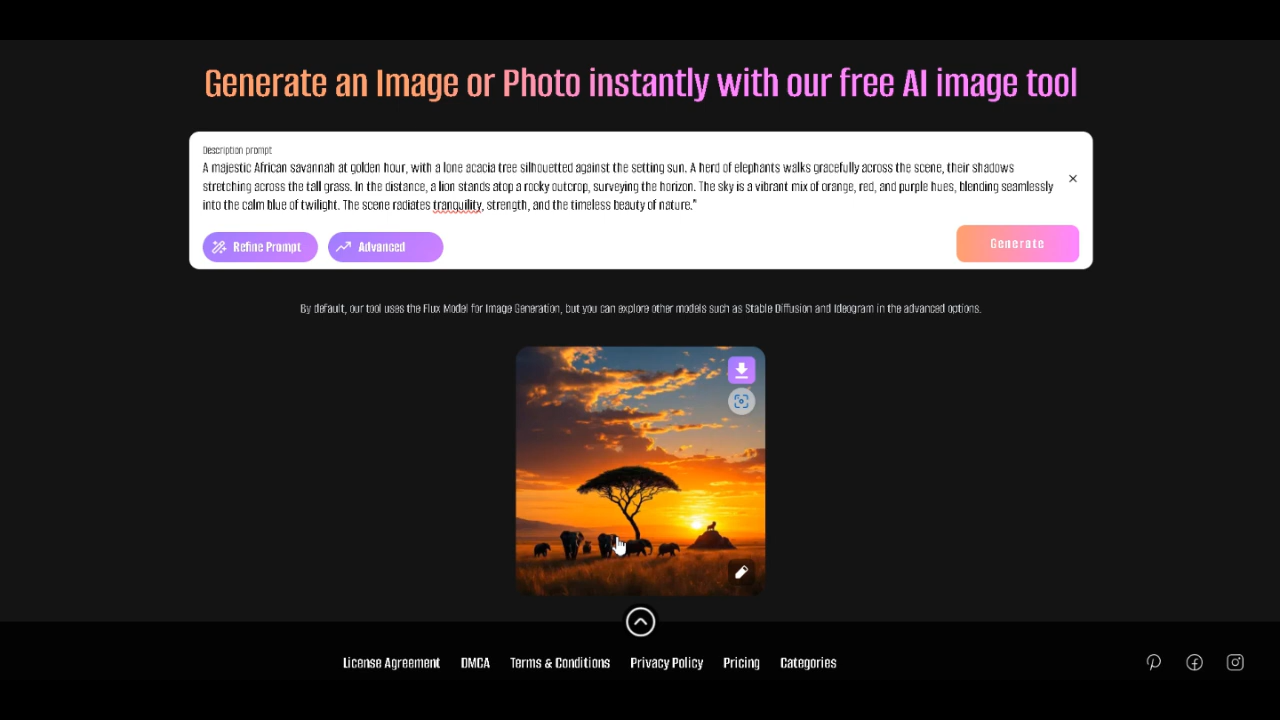 Generate an Image or Photo instantly with our free AI image tool
Description prompt
A majestic African savannah at golden hour, with a lone acacia tree silhouetted against the setting sun. A herd of elephants walks gracefully across the scene, their shadows
stretching across the tall grass. In the distance, a lion stands atop a rocky outcrop, surveying the horizon. The sky is a vibrant mix of orange, red, and purple hues, blending seamlessly
into the calm blue of twilight. The scene radiates tranquility, strength, and the timeless beauty of nature."
Refine Prompt
Advanced
Generate
By default, our tool uses the Flux Model for Image Generation, but you can explore other models such as Stable Diffusion and Ideogram in the advanced options.
License Agreement DMCA Terms & Conditions Privacy Policy Pricing Categories